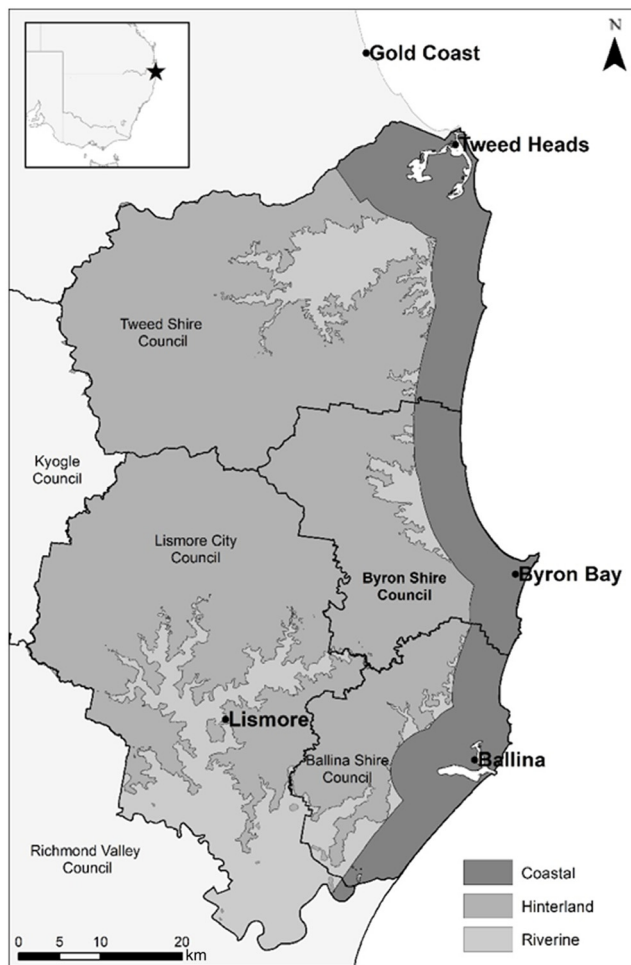 N
Gold Coast
Tweed Heads
Tweed Shire
Council
Kyogle
Council
Lismore City
Council
Byron Shire
Council
Byron Bay
Lismore
Ballina Shire
Council
Ballina
Richmond Valley
Council
Coastal
Hinterland
Riverine
0 5 10 20
km